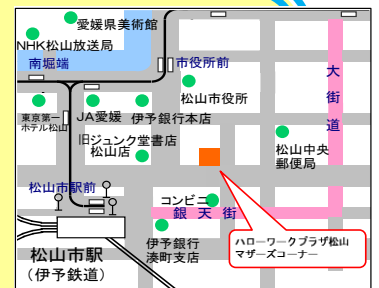 愛媛県美術館
NHK松山放送局
南堀端
市役所前
大街道
松山市役所
東京第一
ホテル松山
JA愛媛
伊予銀行本店
旧ジュンク堂書店
松山店
松山中央
郵便局
松山市駅前
コンビニ
銀天街
松山市駅
(伊予鉄道)
伊予銀行
湊町支店
ハローワークプラザ松山
マザーズコーナー